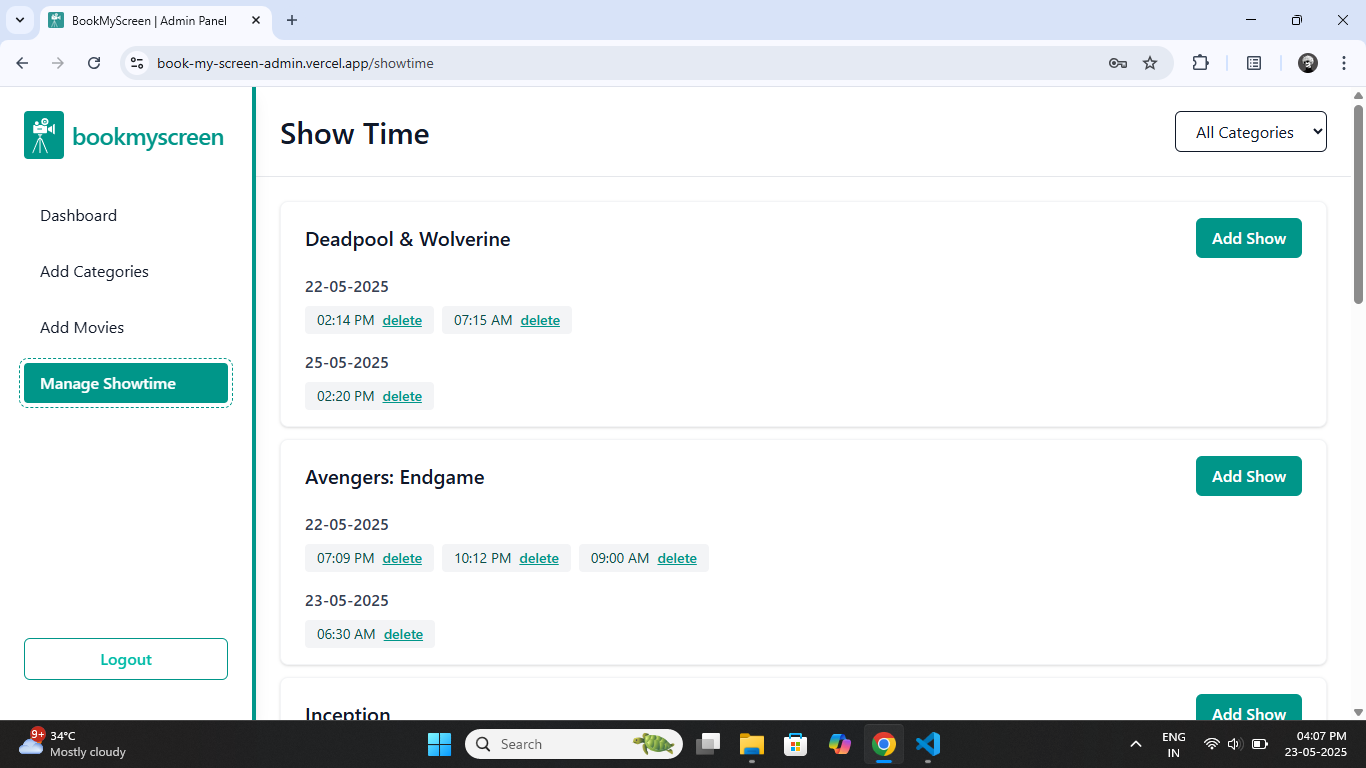 BookMyScreen | Admin Panel
book-my-screen-admin.vercel.app/showtime
bookmyscreen
Dashboard
Add Categories
Add Movies
Manage Showtime
Logout
Show Time
All Categories
Deadpool & Wolverine
Add Show
22-05-2025
02:14 PM delete 07:15 AM delete
25-05-2025
02:20 PM delete
Avengers: Endgame
Add Show
22-05-2025
07:09 PM delete 10:12 PM delete 09:00 AM delete
23-05-2025
06:30 AM delete
Inception
Add Show
9+
34°C
Mostly cloudy
Search
ENG
IN
04:07 PM
23-05-2025